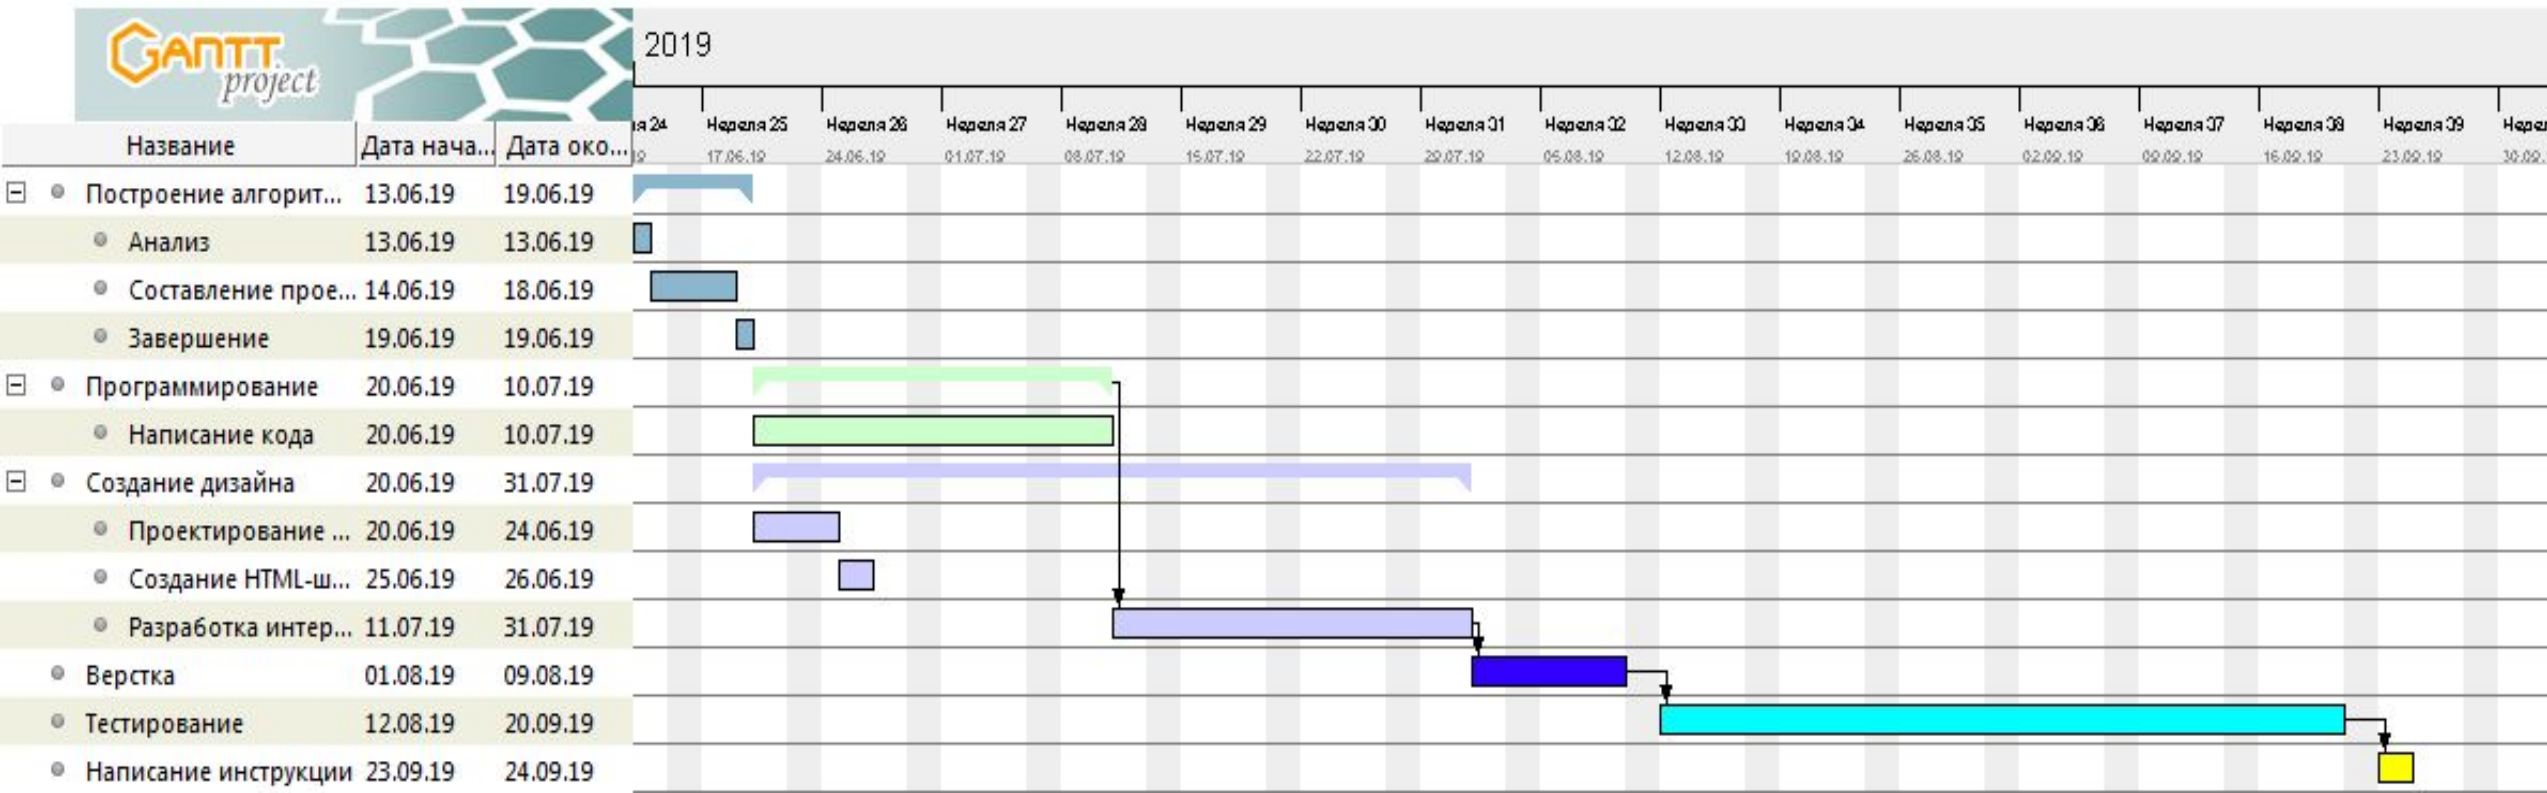 GANTT
project
2019
я 24 Неделя 25 Неделя 26 Неделя 27 Неделя 28 Неделя 29 Неделя 30 Неделя 31 Неделя 32 Неделя 33 Неделя 34 Неделя 35 Неделя 36 Неделя 37 Неделя 38 Неделя 39 Неде
Название Дата нача... Дата око...
17.06.19 24.06.19 01.07.19 08.07.19 15.07.19 22.07.19 29.07.19 05.08.19 12.08.19 19.08.19 26.08.19 02.09.19 09.09.19 16.09.19 23.09.19 30.09.
Построение алгорит... 13.06.19 19.06.19
Анализ 13.06.19 13.06.19
Составление прое... 14.06.19 18.06.19
Завершение 19.06.19 19.06.19
Программирование 20.06.19 10.07.19
Написание кода 20.06.19 10.07.19
Создание дизайна 20.06.19 31.07.19
Проектирование ... 20.06.19 24.06.19
Создание HTML-ш... 25.06.19 26.06.19
Разработка интер... 11.07.19 31.07.19
Верстка 01.08.19 09.08.19
Тестирование 12.08.19 20.09.19
Написание инструкции 23.09.19 24.09.19